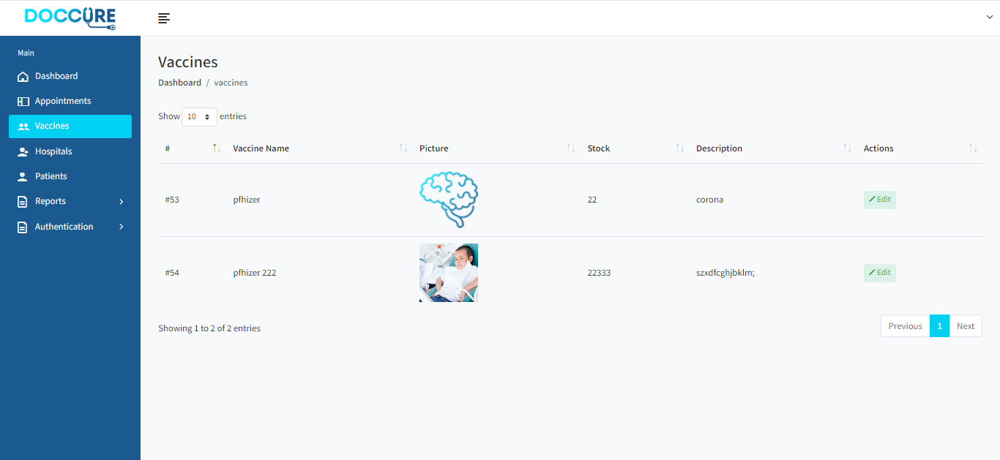 DOCCURE
Main
Dashboard
Appointments
Vaccines
Hospitals
Patients
Reports
Authentication
Vaccines
Dashboard / vaccines
Show 10 entries
# Vaccine Name Picture Stock Description Actions
#53 pfhizer 22 corona Edit
#54 pfhizer 222 22333 szxdfcghjbklm; Edit
Showing 1 to 2 of 2 entries
Previous 1 Next